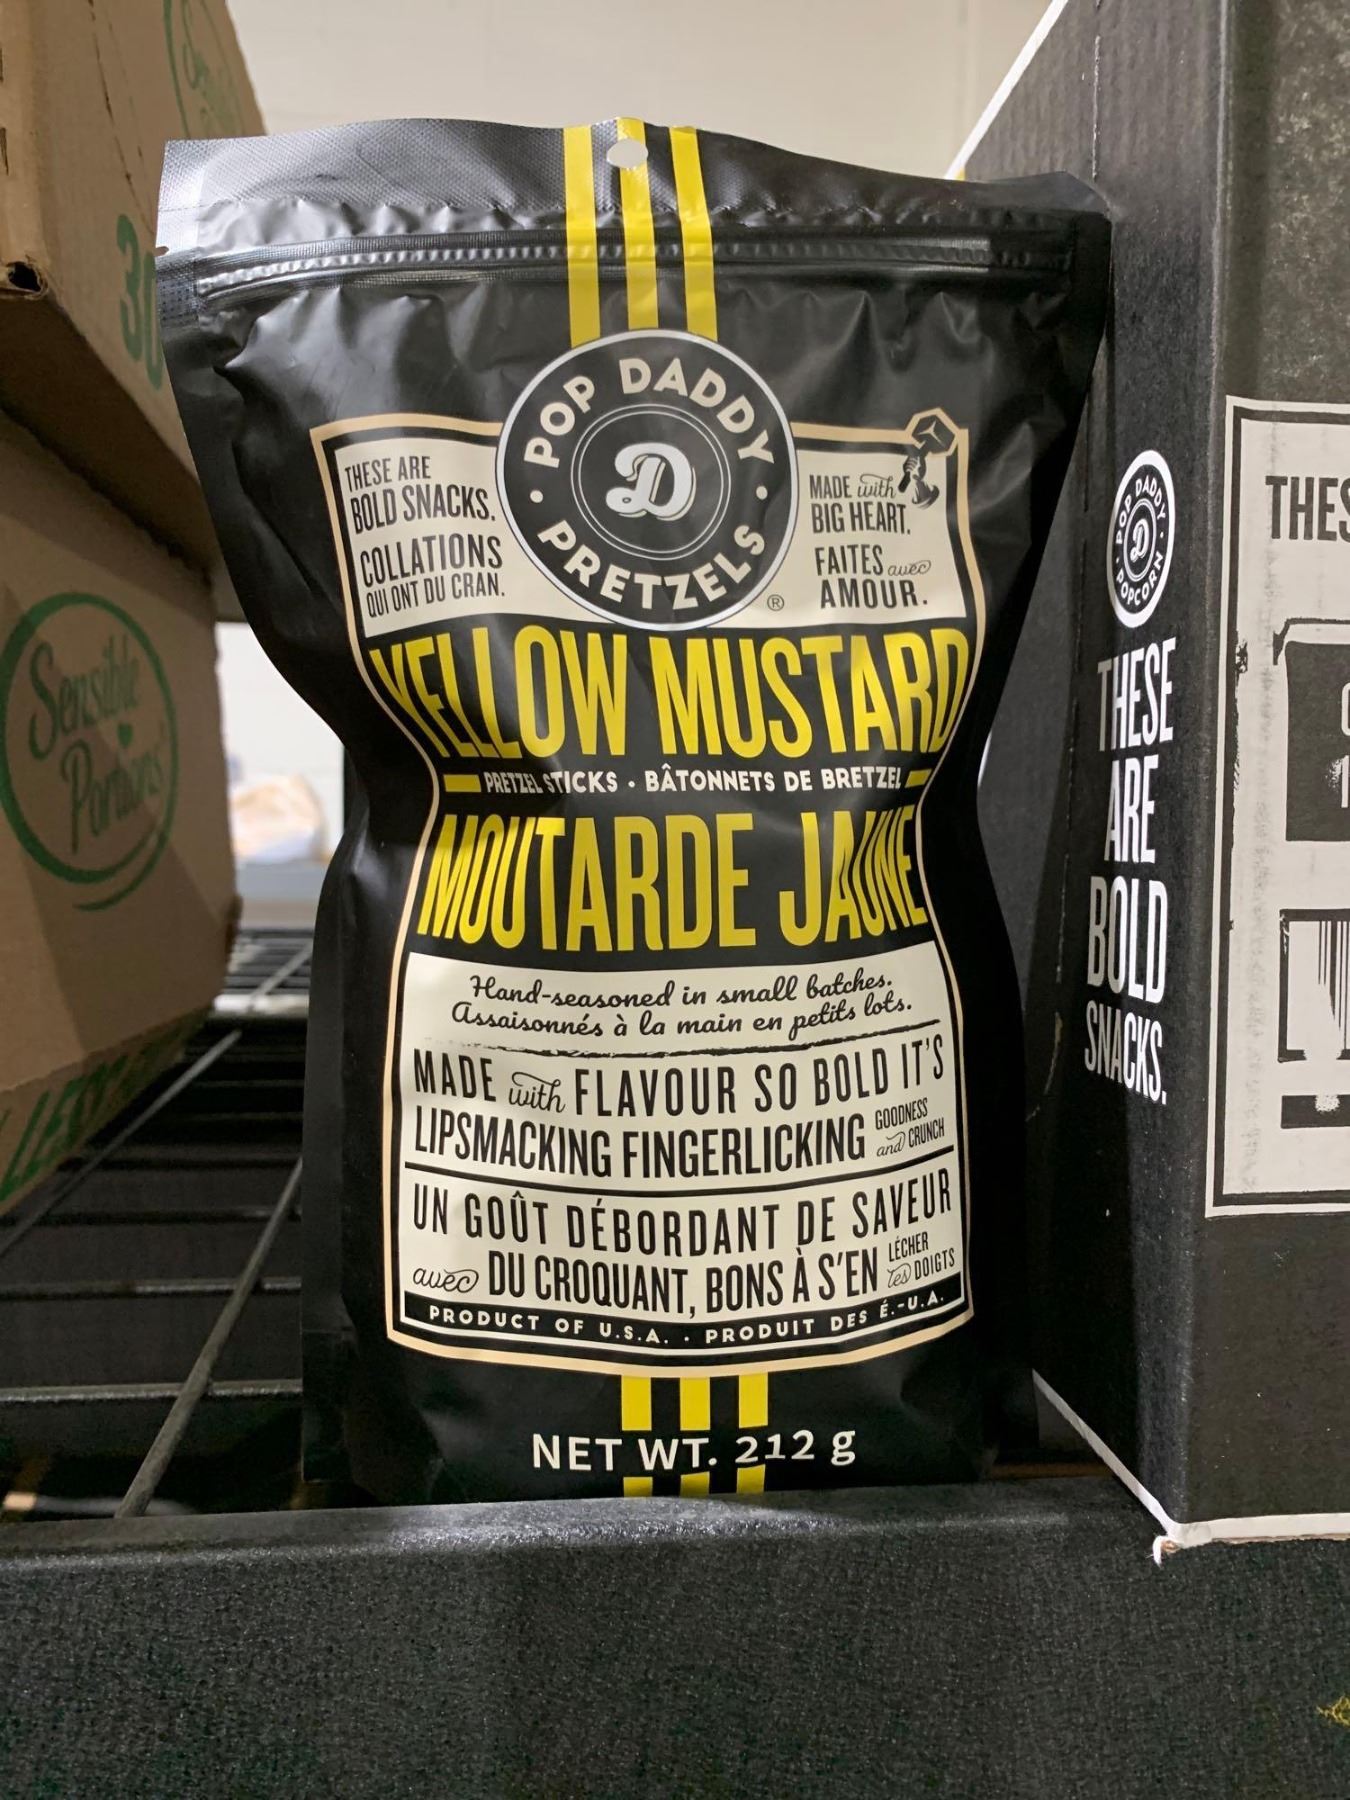 POP DADDY
D
PRETZELS
®
THESE ARE
BOLD SNACKS.
COLLATIONS
QUI ONT DU CRAN.
MADE with
BIG HEART.
FAITES avec
AMOUR.
YELLOW MUSTARD
PRETZEL STICKS · BÂTONNETS DE BRETZEL
MOUTARDE JAUNE
Hand-seasoned in small batches.
Assaisonnés à la main en petits lots.
MADE with FLAVOUR SO BOLD IT'S
LIPSMACKING FINGERLICKING GOODNESS and CRUNCH
UN GOÛT DÉBORDANT DE SAVEUR
avec DU CROQUANT, BONS À S'EN LÉCHER les DOIGTS
PRODUCT OF U.S.A. · PRODUIT DES É.-U.A.
NET WT. 212 g
Sensible
Portions
30
POP DADDY
D
POPCORN
THESE
ARE
BOLD
SNACKS.
THES